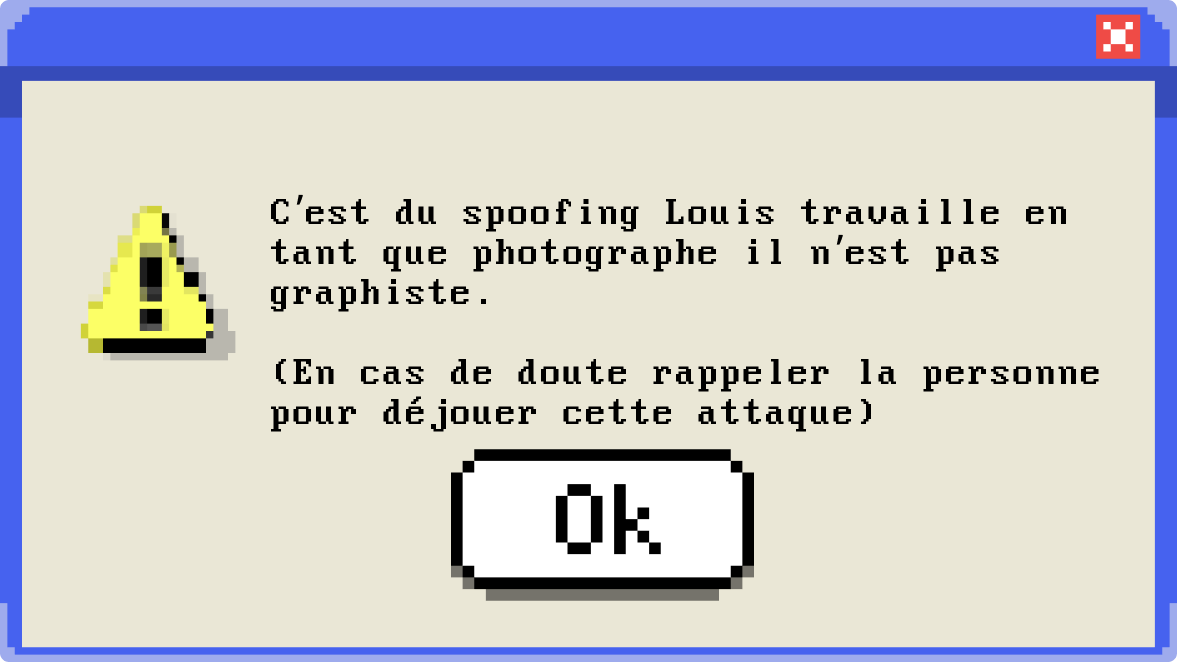 C'est du spoofing Louis travaille en
tant que photographe il n'est pas
graphiste.
(En cas de doute rappeler la personne
pour déjouer cette attaque)
Ok